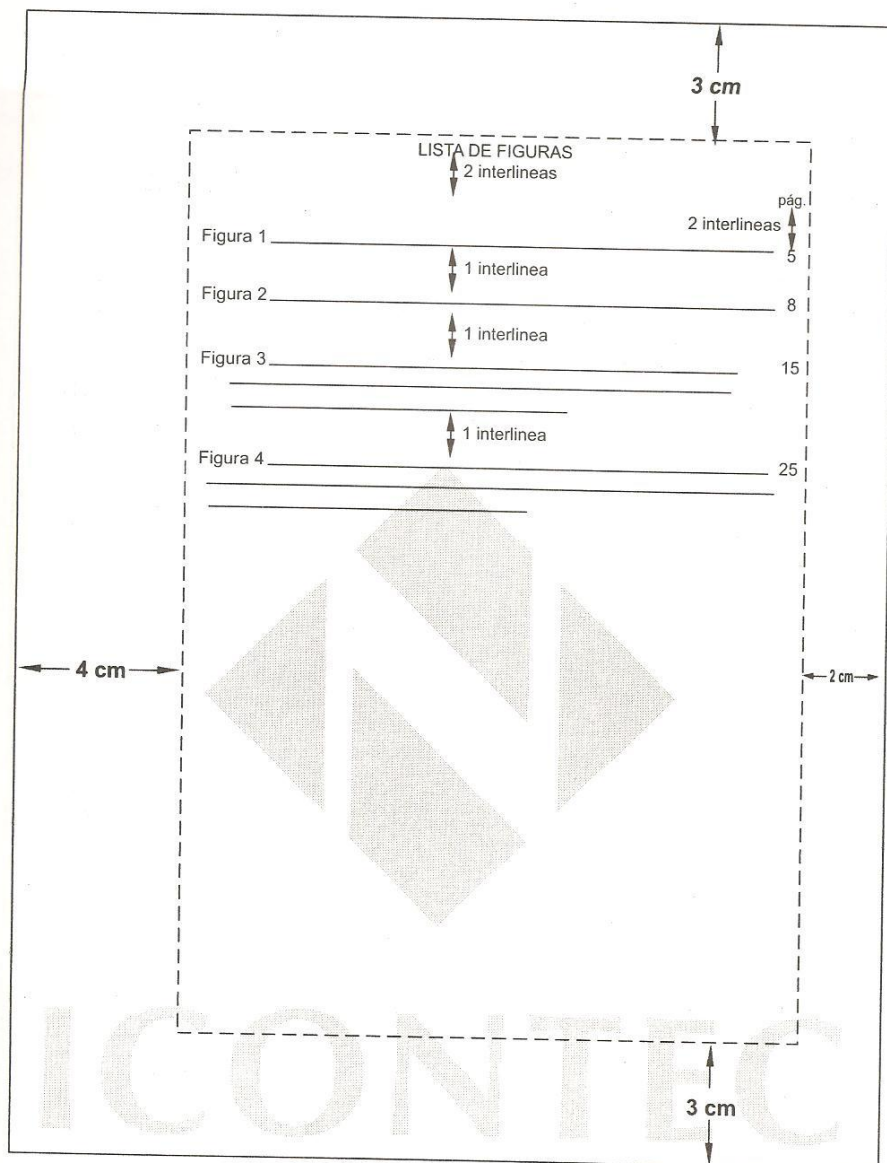 3 cm
LISTA DE FIGURAS
2 interlineas
pág.
2 interlineas
Figura 1 5
1 interlinea
Figura 2 8
1 interlinea
Figura 3 15
1 interlinea
Figura 4 25
4 cm
2 cm
ICONTEC
3 cm